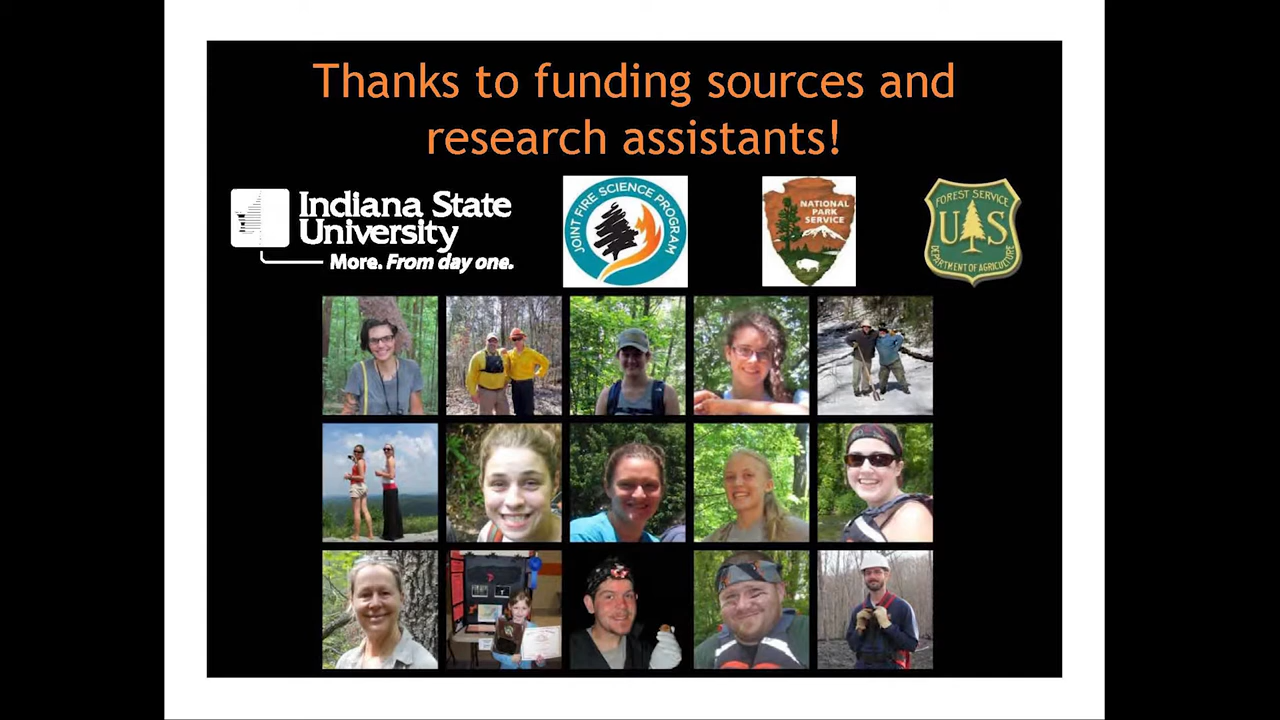 Thanks to funding sources and
research assistants!
Indiana State
University
More. From day one.
JOINT FIRE SCIENCE PROGRAM
NATIONAL
PARK
SERVICE
FOREST SERVICE
U S
DEPARTMENT OF AGRICULTURE